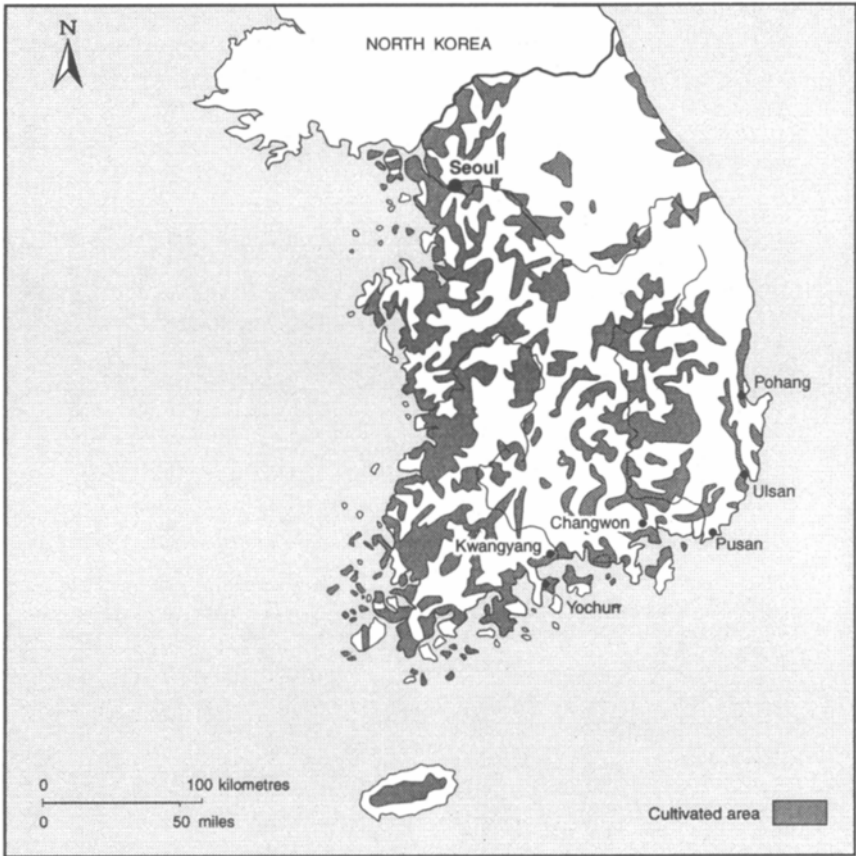 N
NORTH KOREA
Seoul
Pohang
Ulsan
Changwon
Pusan
Kwangyang
Yochun
0 100 kilometres
0 50 miles
Cultivated area